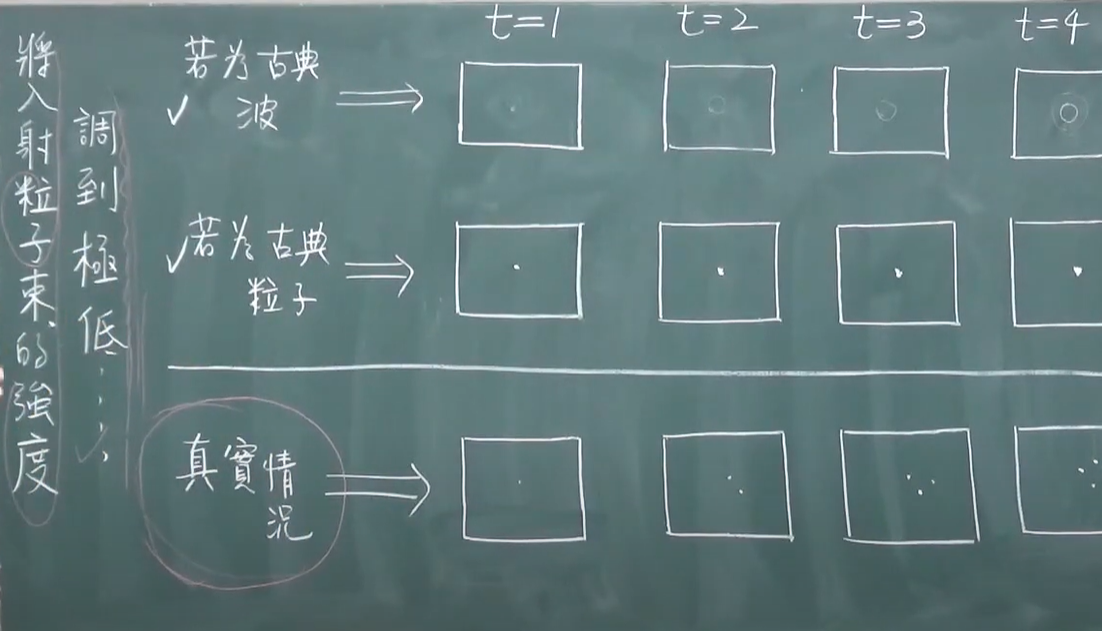 將入射粒子束的強度
調到極低……
t=1 t=2 t=3 t=4
若為古典
波
若為古典
粒子
真實情
況